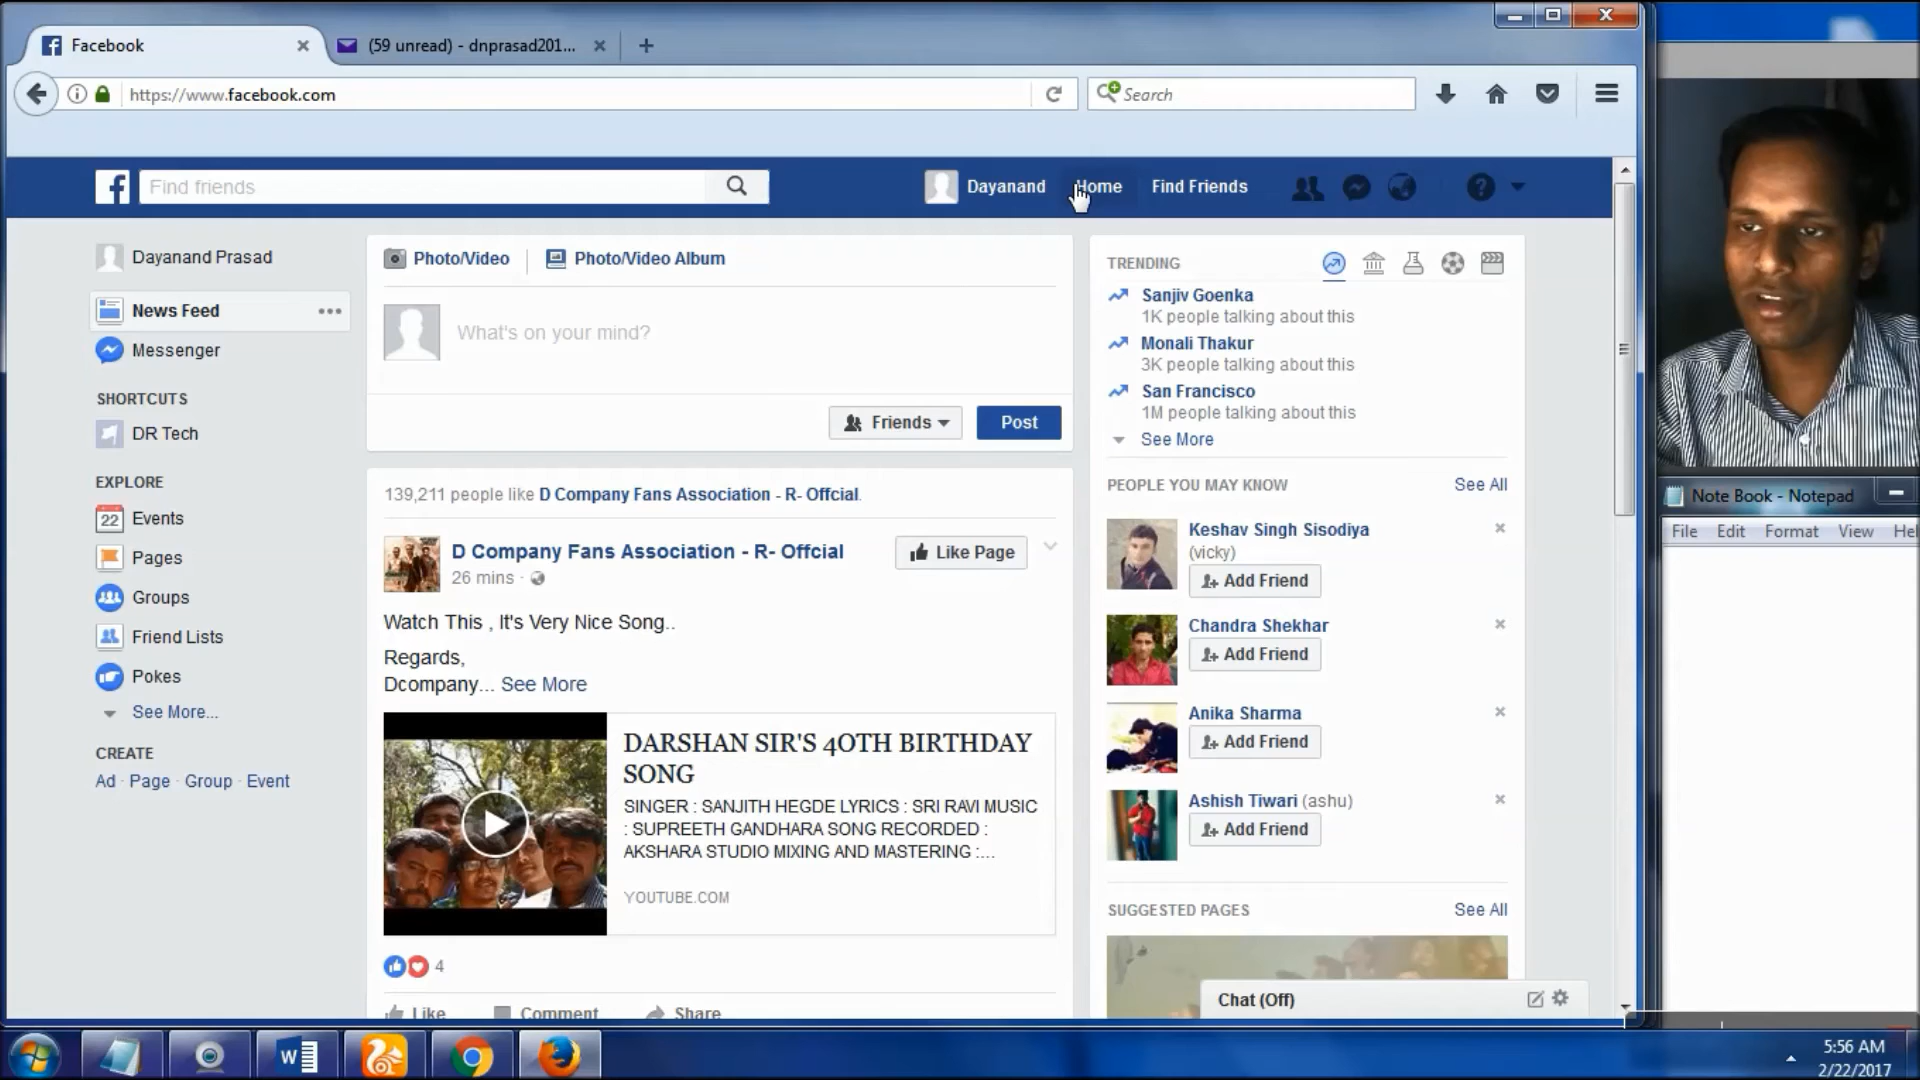 Facebook
(59 unread) - dnprasad201...
https://www.facebook.com
Search
Find friends
Dayanand
Home
Find Friends
Dayanand Prasad
News Feed
Messenger
SHORTCUTS
DR Tech
EXPLORE
22
Events
Pages
Groups
Friend Lists
Pokes
See More...
CREATE
Ad · Page · Group · Event
Photo/Video
Photo/Video Album
What's on your mind?
Friends
Post
139,211 people like D Company Fans Association - R- Offcial.
D Company Fans Association - R- Offcial
26 mins ·
Like Page
Watch This , It's Very Nice Song..
Regards,
Dcompany... See More
DARSHAN SIR'S 4OTH BIRTHDAY
SONG
SINGER : SANJITH HEGDE LYRICS : SRI RAVI MUSIC
: SUPREETH GANDHARA SONG RECORDED :
AKSHARA STUDIO MIXING AND MASTERING :...
YOUTUBE.COM
4
Like
Comment
Share
TRENDING
Sanjiv Goenka
1K people talking about this
Monali Thakur
3K people talking about this
San Francisco
1M people talking about this
See More
PEOPLE YOU MAY KNOW
See All
Keshav Singh Sisodiya
(vicky)
Add Friend
Chandra Shekhar
Add Friend
Anika Sharma
Add Friend
Ashish Tiwari (ashu)
Add Friend
SUGGESTED PAGES
See All
Chat (Off)
Note Book - Notepad
File Edit Format View Hel
5:56 AM
2/22/2017